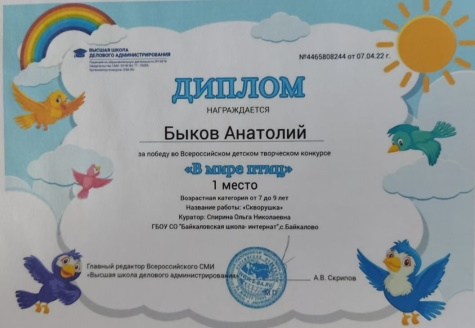 ВЫСШАЯ ШКОЛА
ДЕЛОВОГО АДМИНИСТРИРОВАНИЯ
№4465808244 от 07.04.22 г.
ДИПЛОМ
НАГРАЖДАЕТСЯ
Быков Анатолий
за победу во Всероссийском детском творческом конкурсе
«В мире птиц»
1 место
Возрастная категория от 7 до 9 лет
Название работы: «Скворушка»
Куратор: Спирина Ольга Николаевна
ГБОУ СО "Байкаловская школа- интернат",с.Байкалово
Главный редактор Всероссийского СМИ
«Высшая школа делового администрирования»
А.В. Скрипов